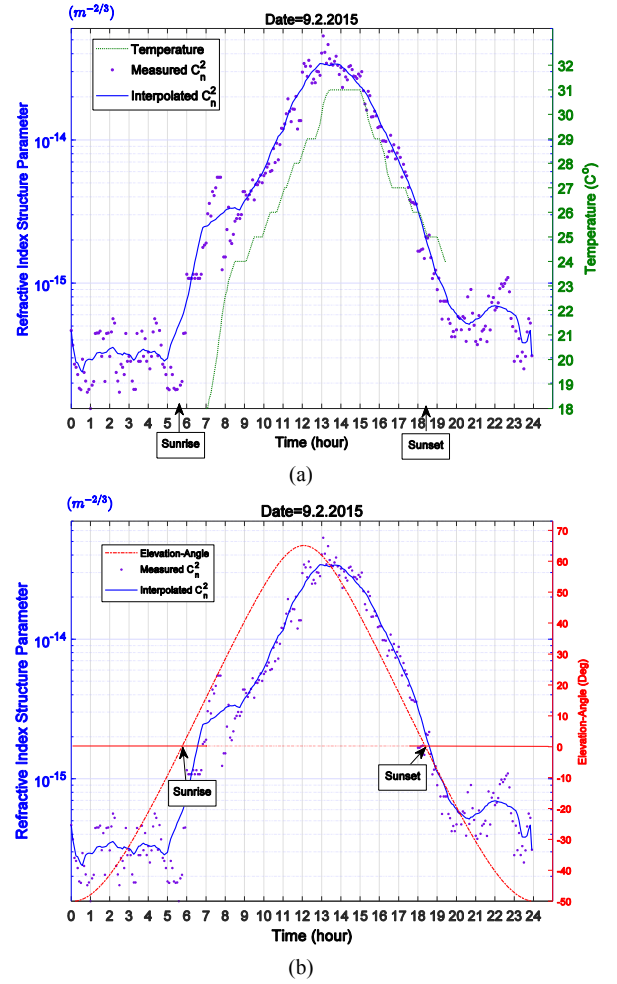 (m^{-2/3})
Date=9.2.2015
Temperature
Measured C_n^2
Interpolated C_n^2
Refractive Index Structure Parameter
10^{-14}
10^{-15}
32
31
30
29
28
27
26
25
24
23
22
21
20
19
18
Temperature (C^o)
0 1 2 3 4 5 6 7 8 9 10 11 12 13 14 15 16 17 18 19 20 21 22 23 24
Sunrise
Time (hour)
Sunset
(a)
(m^{-2/3})
Date=9.2.2015
Elevation-Angle
Measured C_n^2
Interpolated C_n^2
Refractive Index Structure Parameter
10^{-14}
10^{-15}
70
60
50
40
30
20
10
0
-10
-20
-30
-40
-50
Elevation-Angle (Deg)
Sunrise
Sunset
0 1 2 3 4 5 6 7 8 9 10 11 12 13 14 15 16 17 18 19 20 21 22 23 24
Time (hour)
(b)